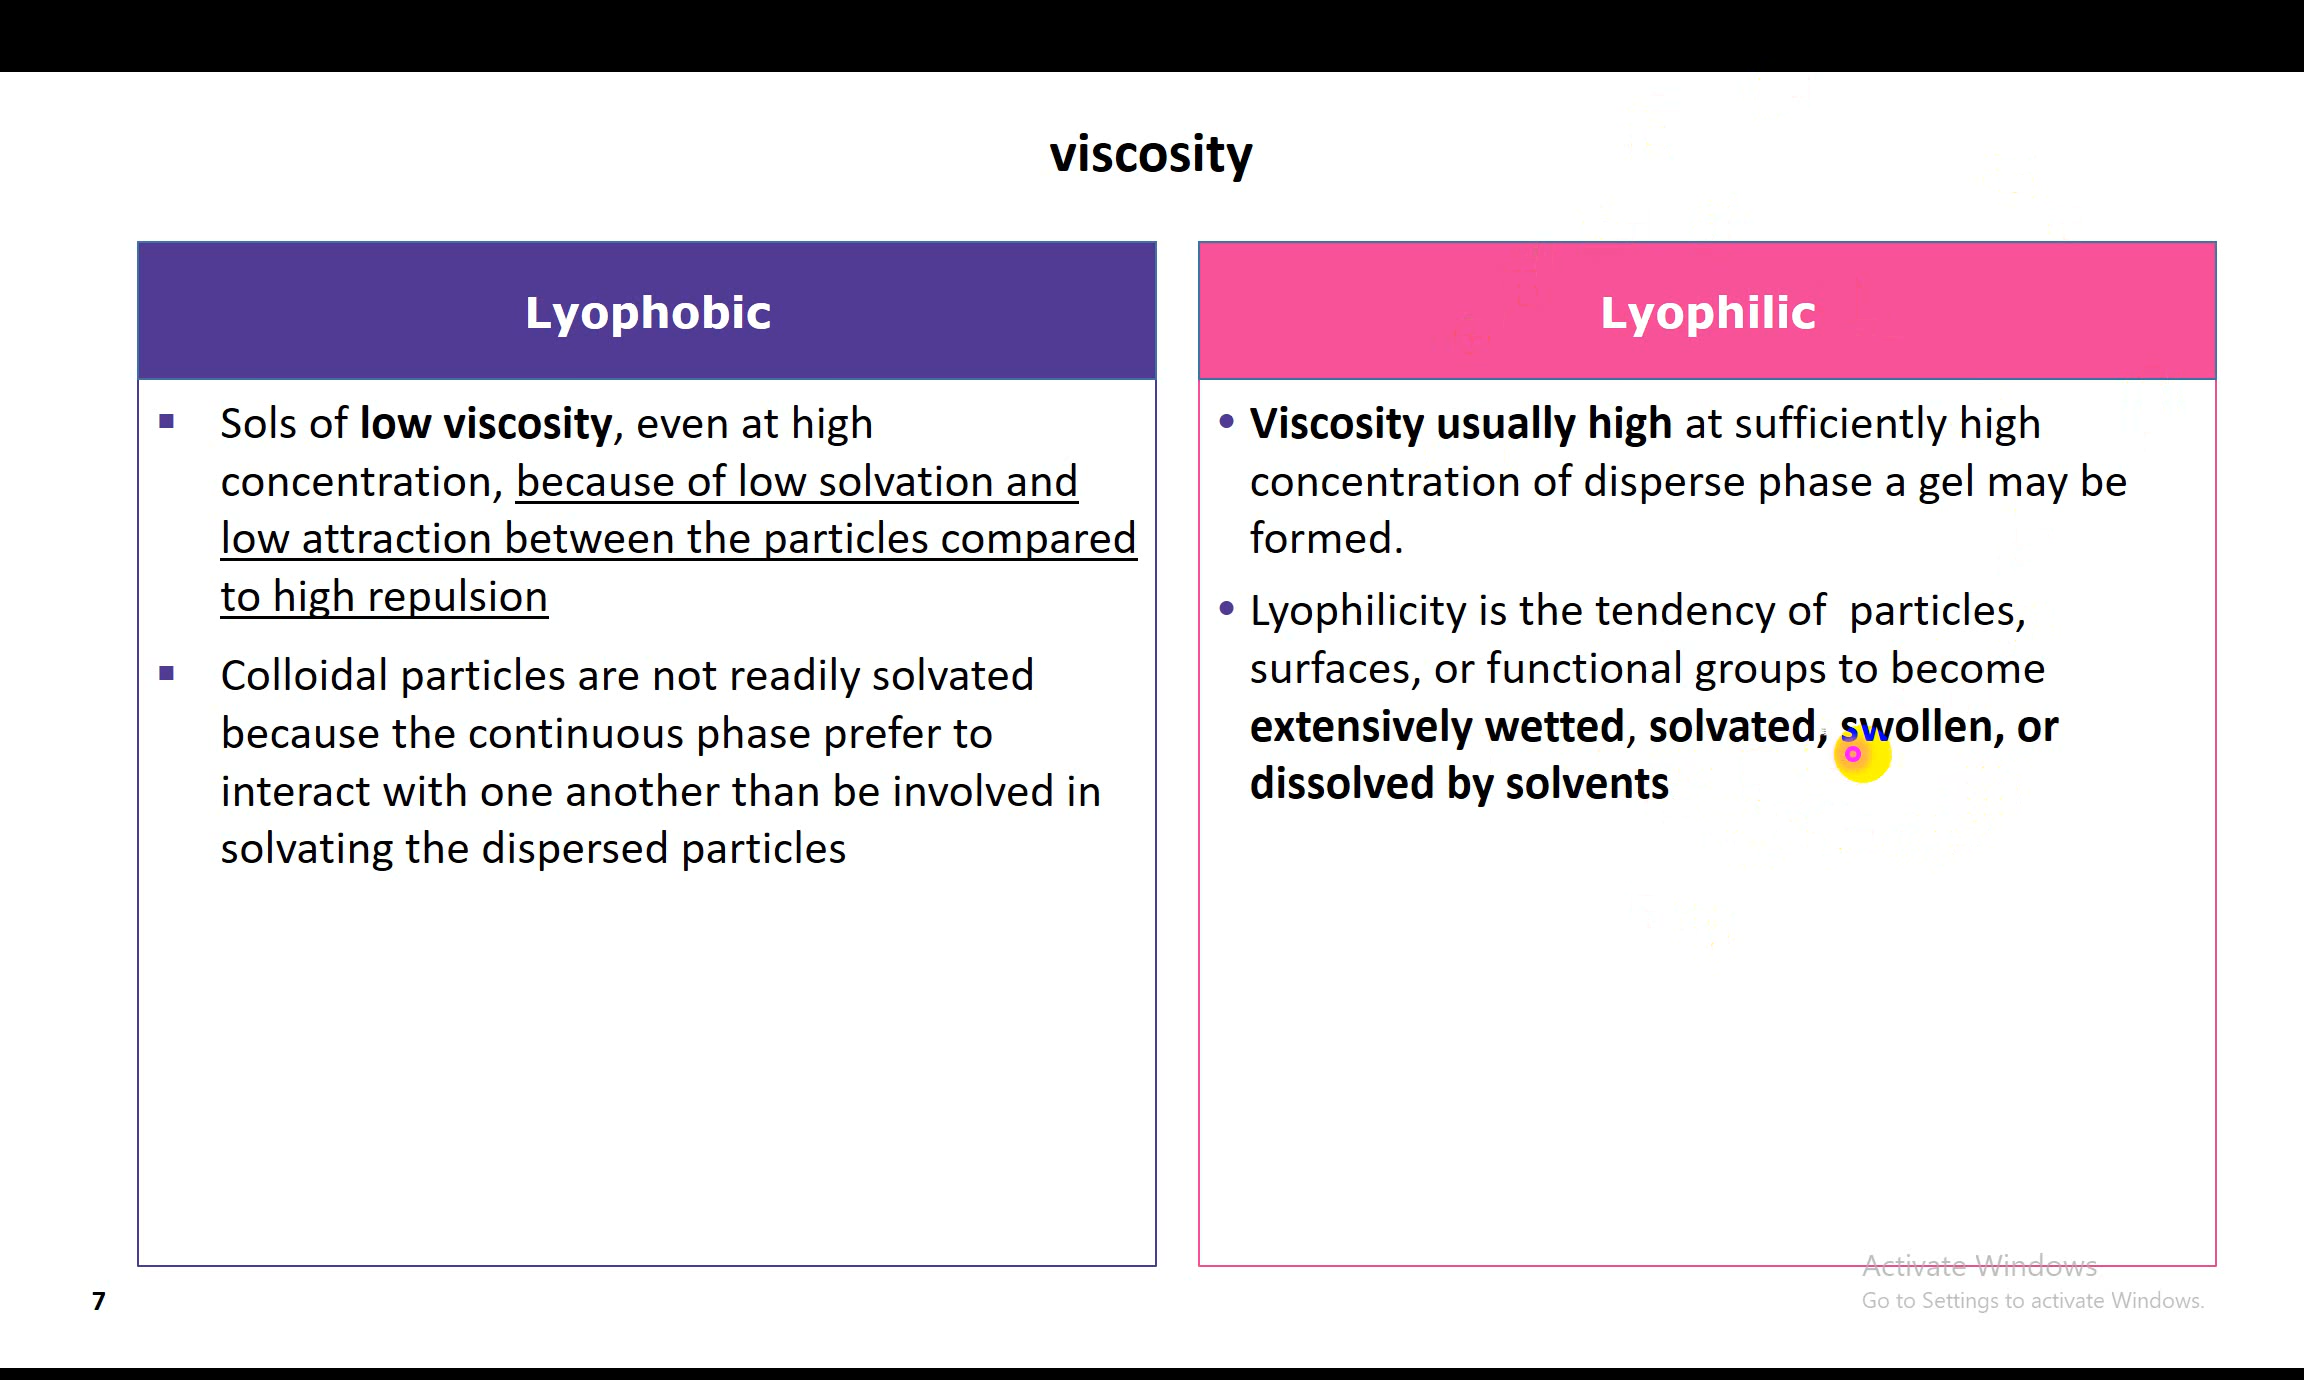 viscosity
Lyophobic
▪ Sols of low viscosity, even at high
concentration, because of low solvation and
low attraction between the particles compared
to high repulsion
▪ Colloidal particles are not readily solvated
because the continuous phase prefer to
interact with one another than be involved in
solvating the dispersed particles
Lyophilic
• Viscosity usually high at sufficiently high
concentration of disperse phase a gel may be
formed.
• Lyophilicity is the tendency of particles,
surfaces, or functional groups to become
extensively wetted, solvated, swollen, or
dissolved by solvents
7
Activate Windows
Go to Settings to activate Windows.